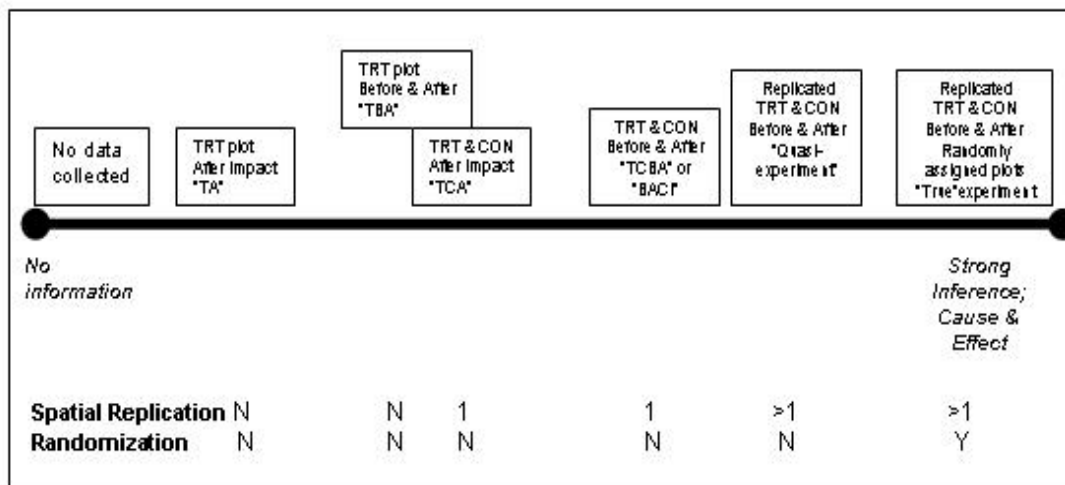 No data
collected
TRT plot
After Impact
"TA"
TRT plot
Before & After
"TBA"
TRT & CON
After Impact
"TCA"
TRT & CON
Before & After
"TCBA" or
"BACI"
Replicated
TRT & CON
Before & After
"Quasi-
experiment"
Replicated
TRT & CON
Before & After
Randomly
assigned plots
"True" experiment
No
information
Strong
Inference;
Cause &
Effect
Spatial Replication N N 1 1 >1 >1
Randomization N N N N N Y